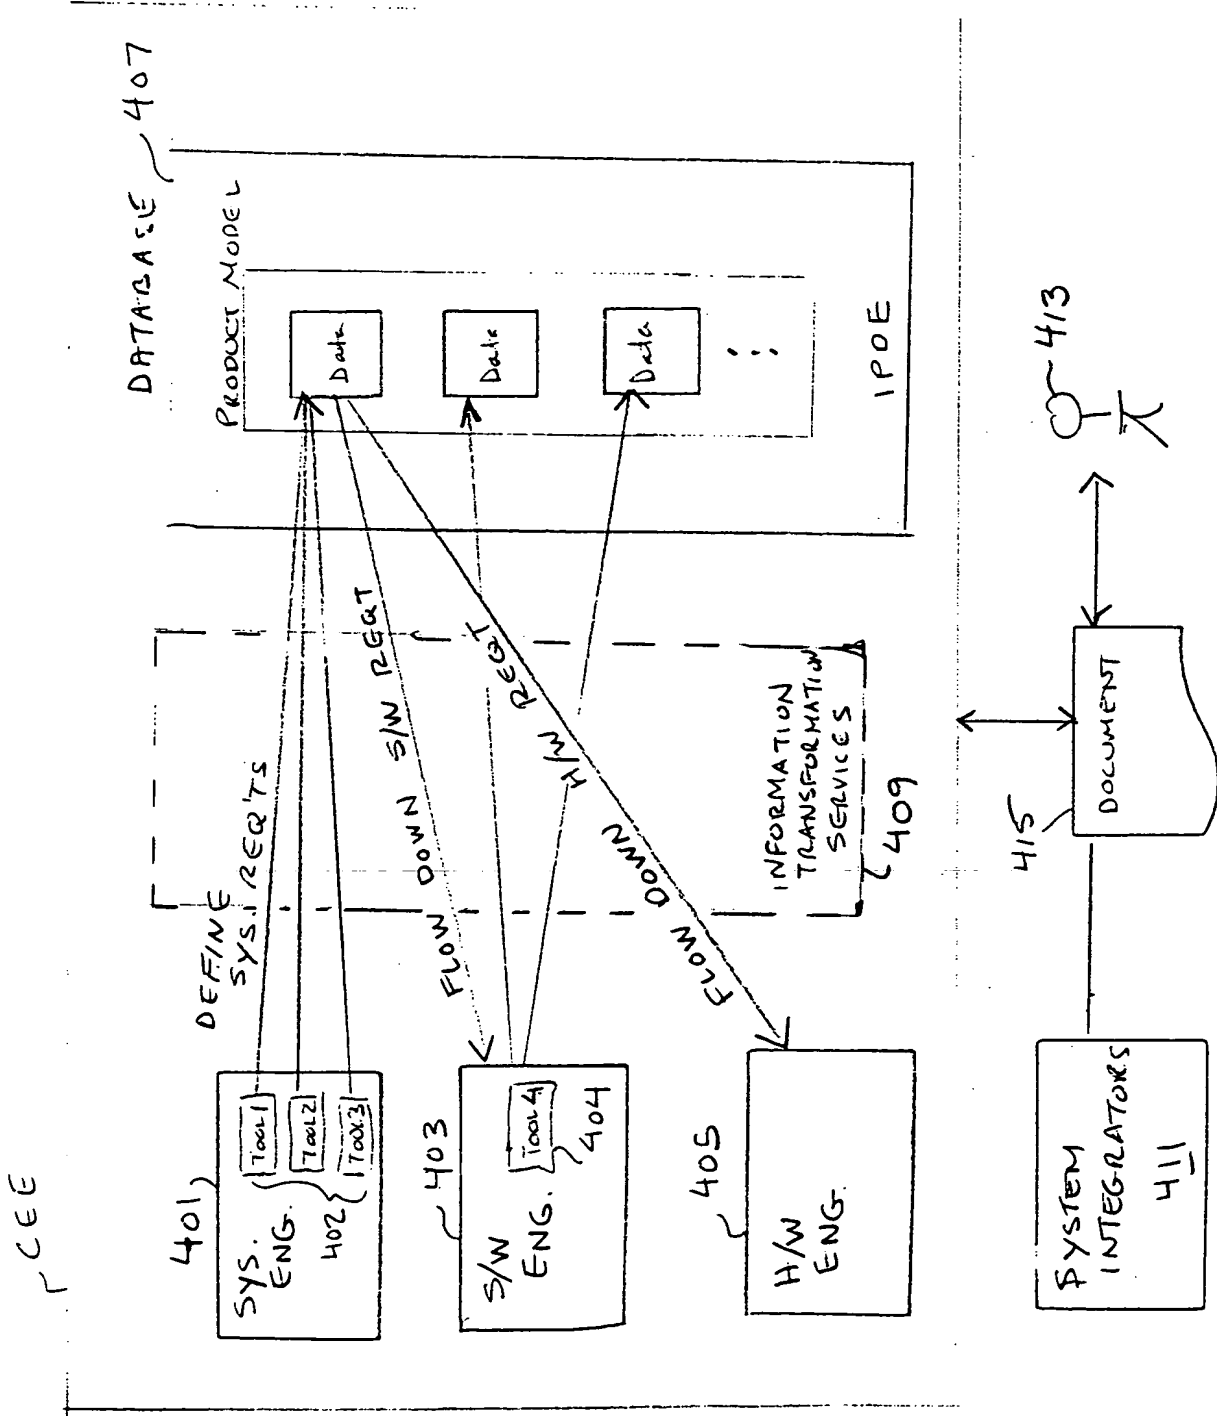 CEE
DATABASE 407
PRODUCT MODEL
Data
Data
Data
IPDE
DEFINE
SYS. REQ'TS
FLOW DOWN S/W REQT
FLOW DOWN H/W REQT
INFORMATION
TRANSFORMATION
SERVICES
409
401
SYS.
ENG.
TOOL1
TOOL2
TOOL3
402
403
S/W
ENG.
TOOL4
404
405
H/W
ENG.
SYSTEM
INTEGRATORS
411
415
DOCUMENT
413